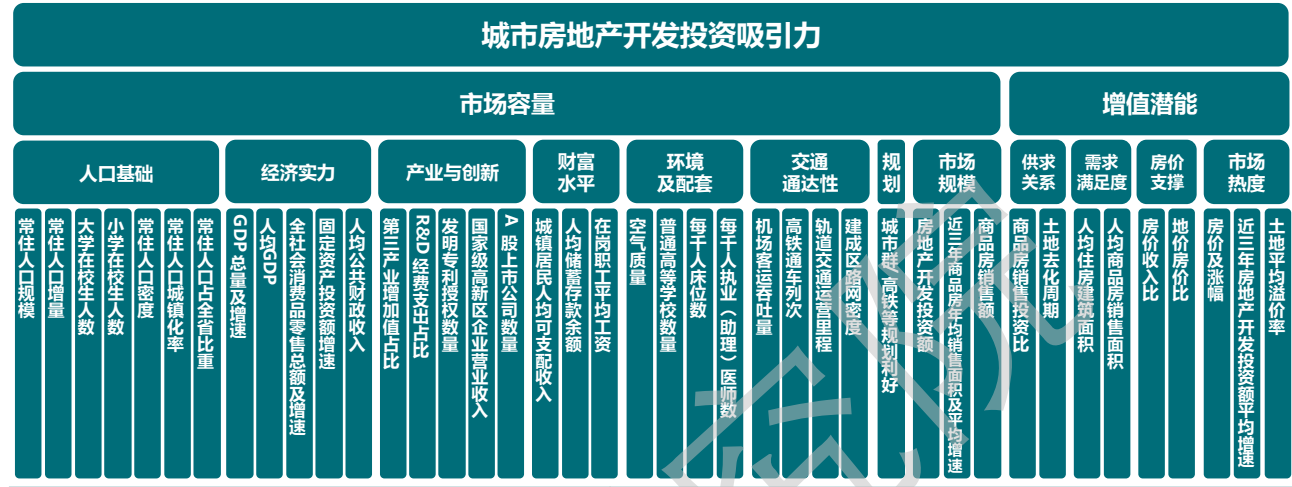 城市房地产开发投资吸引力
市场容量
增值潜能
人口基础
经济实力
产业与创新
财富
水平
环境
及配套
交通
通达性
规
划
市场
规模
供求
关系
需求
满足度
房价
支撑
市场
热度
常住人口规模
常住人口增量
大学在校生人数
小学在校生人数
常住人口密度
常住人口城镇化率
常住人口占全省比重
GDP总量及增速
人均GDP
全社会消费品零售总额及增速
固定资产投资额增速
人均公共财政收入
第三产业增加值占比
R&D经费支出占比
发明专利授权数量
国家级高新区企业营业收入
A股上市公司数量
城镇居民人均可支配收入
人均储蓄存款余额
在岗职工平均工资
空气质量
普通高等学校数量
每千人床位数
每千人执业（助理）医师数
机场客运吞吐量
高铁通车列次
轨道交通运营里程
建成区路网密度
城市群/高铁等规划利好
房地产开发投资额
近三年商品房年均销售面积及平均增速
商品房销售额
商品房销售投资比
土地去化周期
人均住房建筑面积
人均商品房销售面积
房价收入比
地价房价比
房价及涨幅
近三年房地产开发投资额平均增速
土地平均溢价率
究院